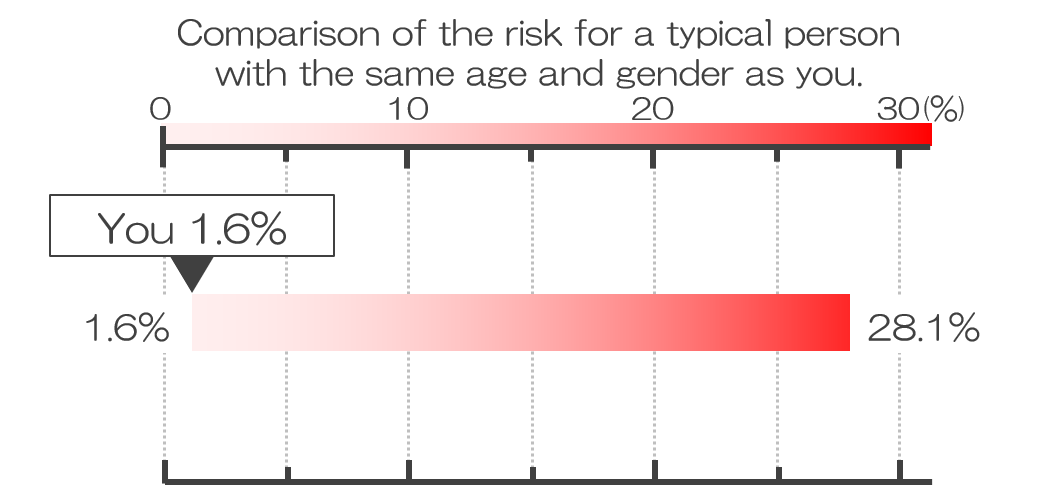 Comparison of the risk for a typical person
with the same age and gender as you.
0 10 20 30(%)
You 1.6%
1.6% 28.1%